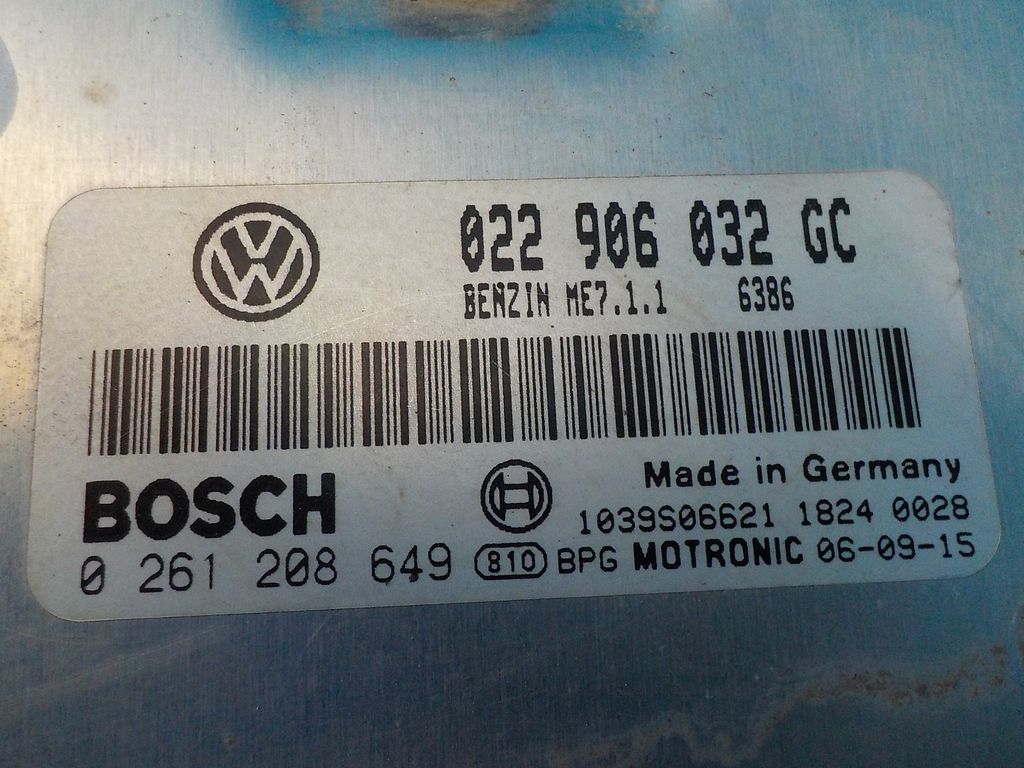 022 906 032 GC
BENZIN ME7.1.1 6386
BOSCH
Made in Germany
1039S06621 1824 0028
0 261 208 649 810 BPG MOTRONIC 06-09-15